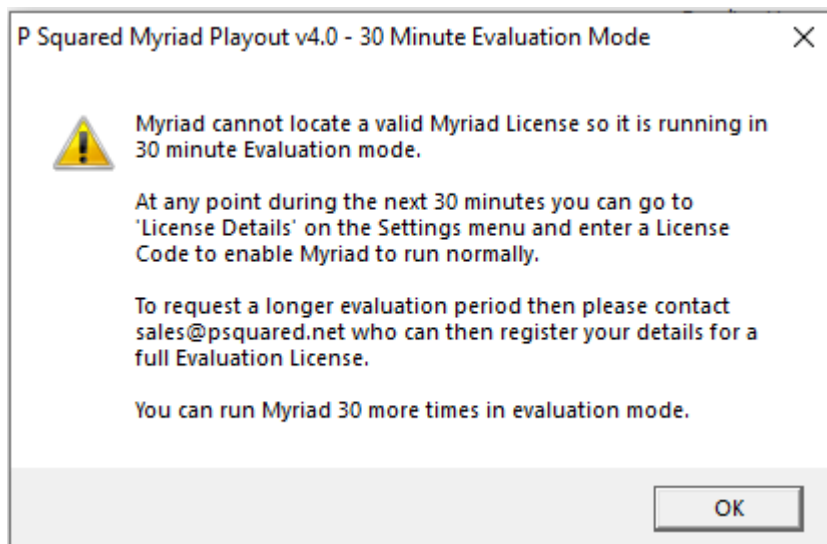 P Squared Myriad Playout v4.0 - 30 Minute Evaluation Mode
Myriad cannot locate a valid Myriad License so it is running in
30 minute Evaluation mode.
At any point during the next 30 minutes you can go to
'License Details' on the Settings menu and enter a License
Code to enable Myriad to run normally.
To request a longer evaluation period then please contact
sales@psquared.net who can then register your details for a
full Evaluation License.
You can run Myriad 30 more times in evaluation mode.
OK